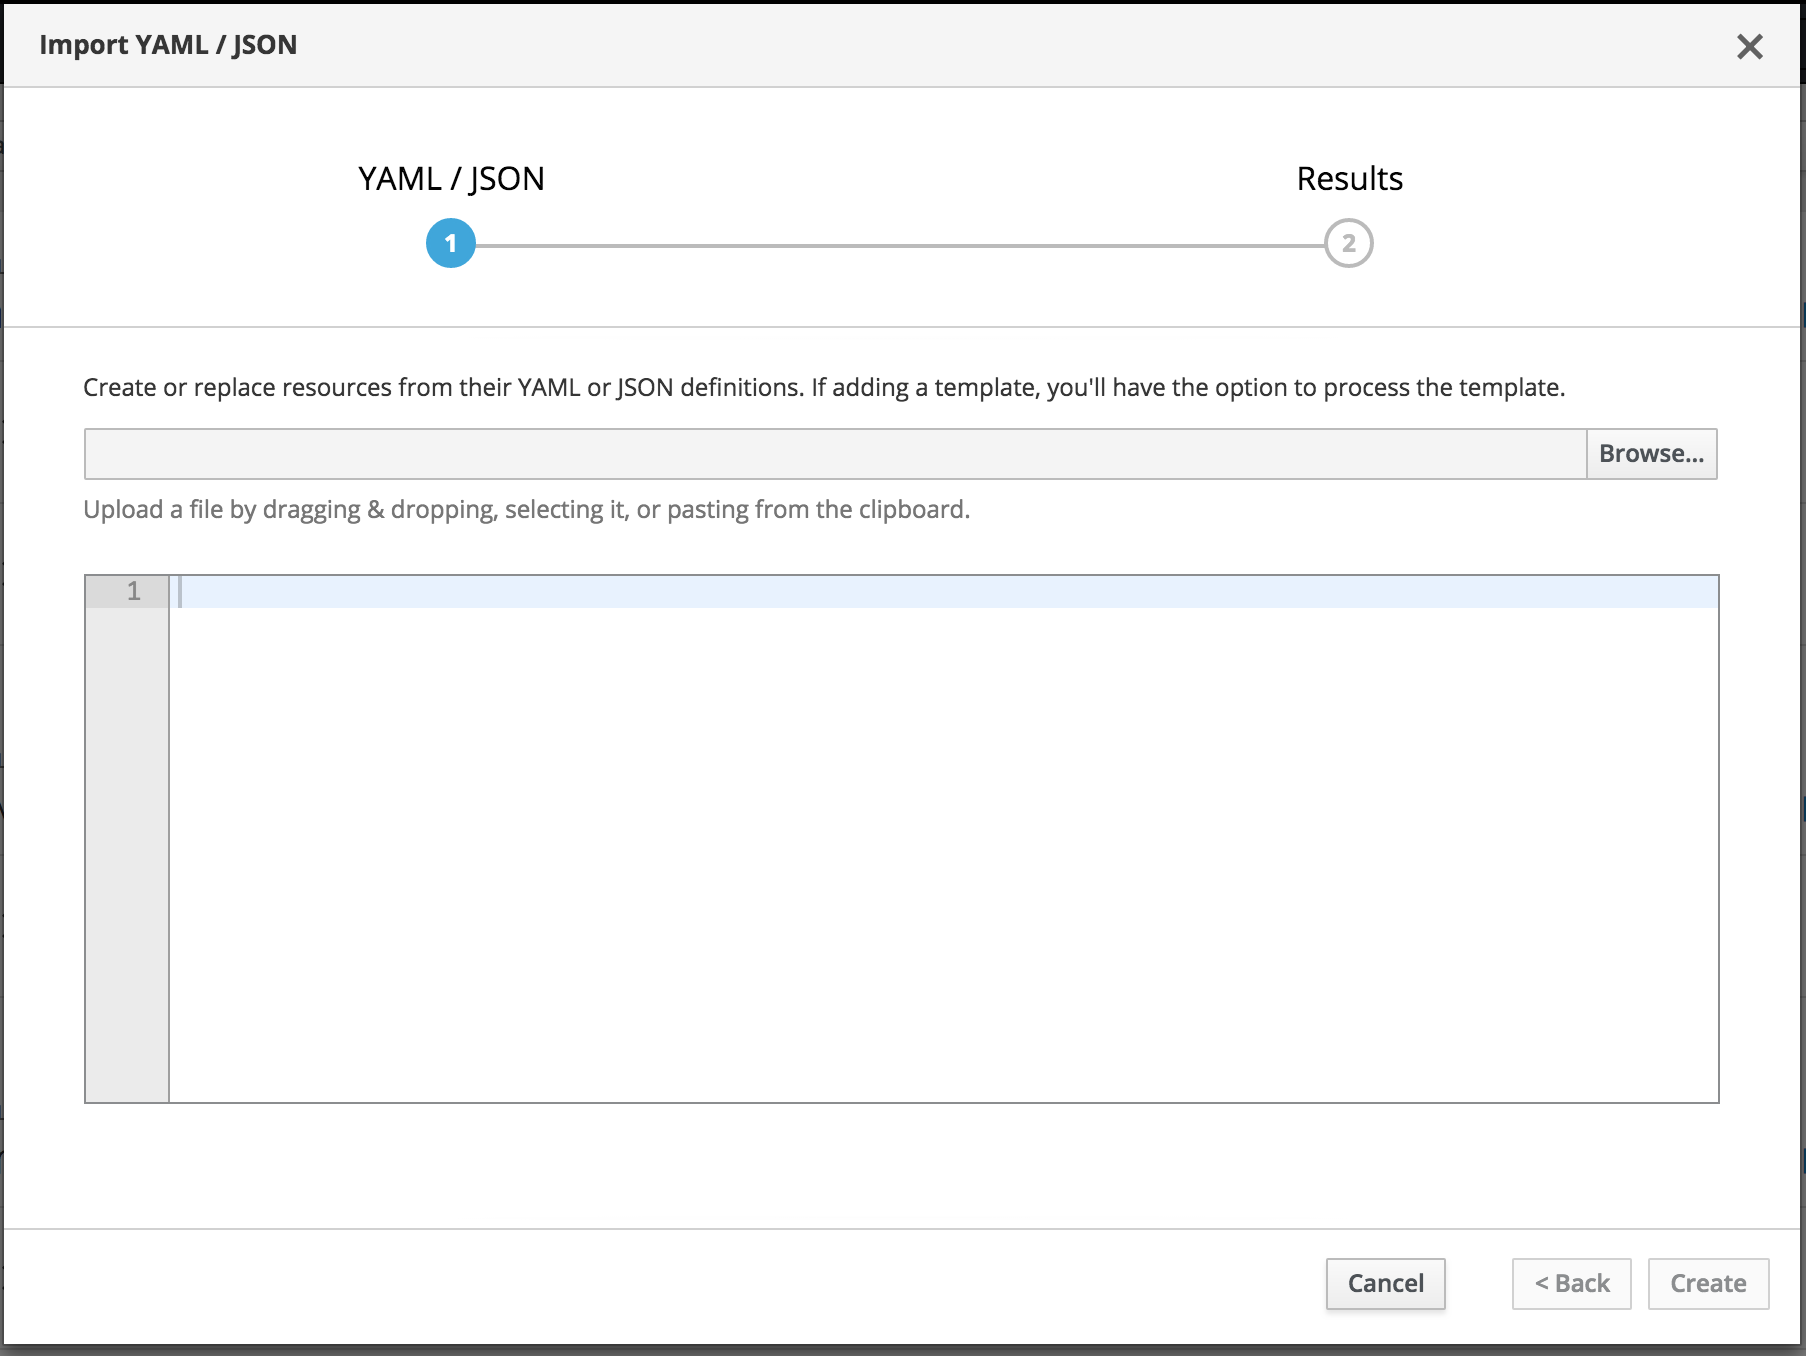 Import YAML / JSON
YAML / JSON
Results
1
2
Create or replace resources from their YAML or JSON definitions. If adding a template, you'll have the option to process the template.
Browse...
Upload a file by dragging & dropping, selecting it, or pasting from the clipboard.
1
Cancel
< Back
Create